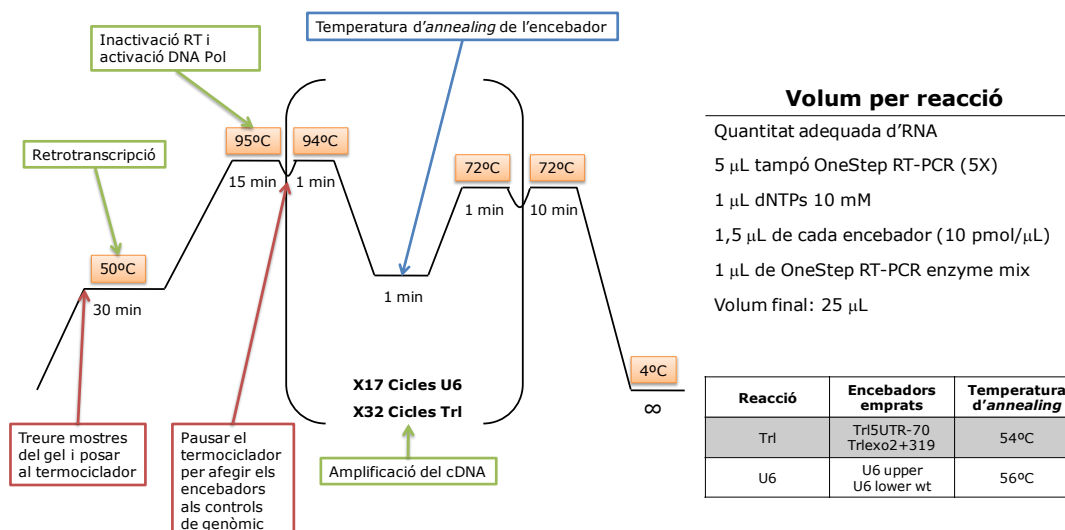 Temperatura d'annealing de l'encebador
Inactivació RT i
activació DNA Pol
Retrotranscripció
95ºC
94ºC
15 min
1 min
50ºC
30 min
72ºC
72ºC
1 min
10 min
1 min
4ºC
∞
X17 Cicles U6
X32 Cicles Trl
Treure mostres
del gel i posar
al termociclador
Pausar el
termociclador
per afegir els
encebadors
als controls
de genòmic
Amplificació del cDNA
Volum per reacció
Quantitat adequada d'RNA
5 μL tampó OneStep RT-PCR (5X)
1 μL dNTPs 10 mM
1,5 μL de cada encebador (10 pmol/μL)
1 μL de OneStep RT-PCR enzyme mix
Volum final: 25 μL
Reacció
Encebadors
emprats
Temperatura
d'annealing
Trl
Trl5UTR-70
Trlexo2+319
54ºC
U6
U6 upper
U6 lower wt
56ºC